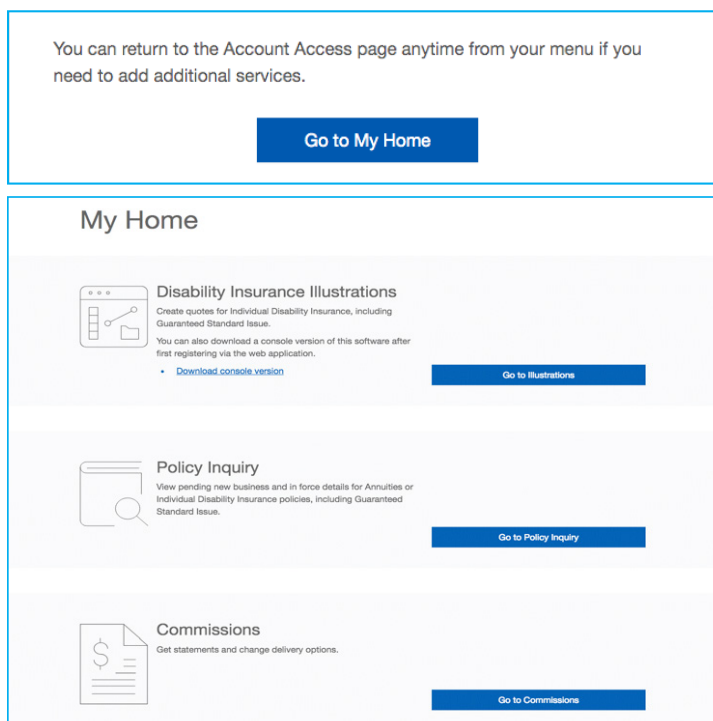 You can return to the Account Access page anytime from your menu if you
need to add additional services.
Go to My Home
My Home
Disability Insurance Illustrations
Create quotes for Individual Disability Insurance, including
Guaranteed Standard Issue.
You can also download a console version of this software after
first registering via the web application.
• Download console version
Go to Illustrations
Policy Inquiry
View pending new business and in force details for Annuities or
Individual Disability Insurance policies, including Guaranteed
Standard Issue.
Go to Policy Inquiry
Commissions
Get statements and change delivery options.
Go to Commissions